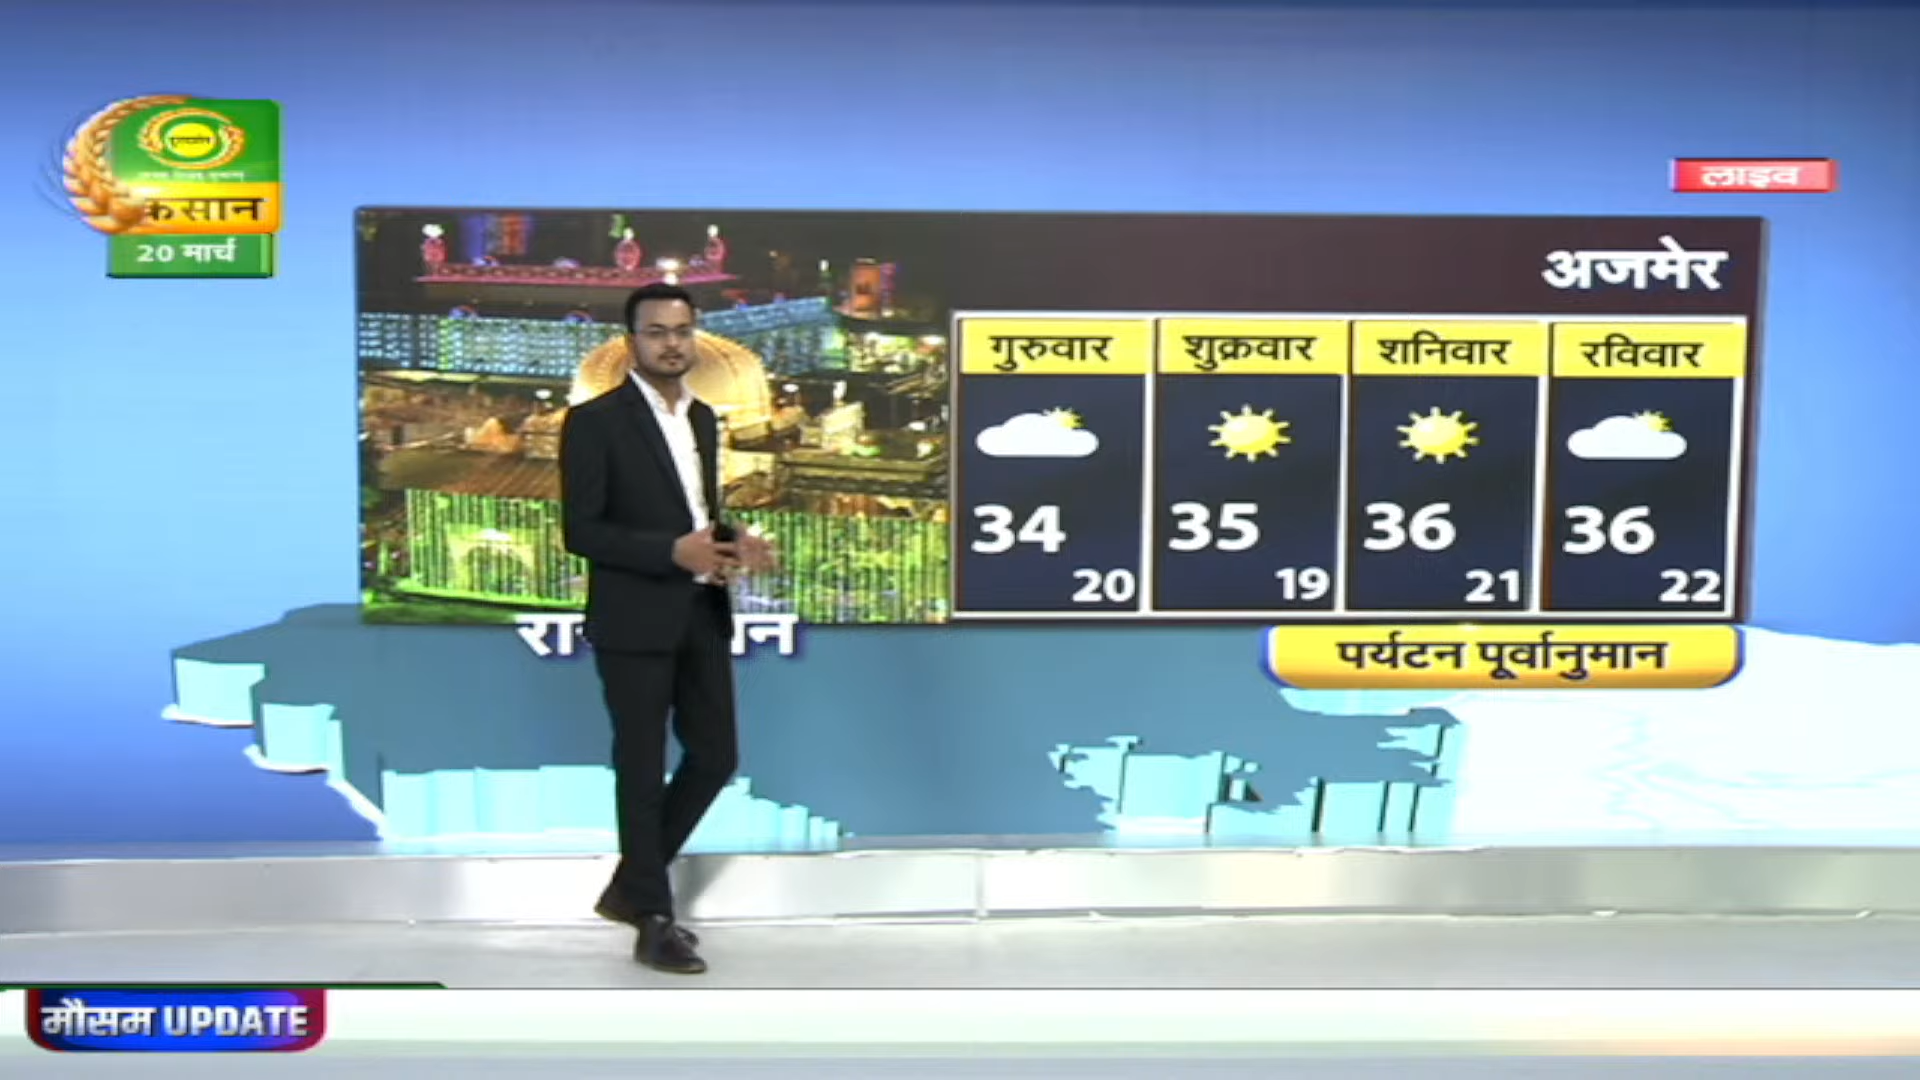 किसान
20 मार्च
लाइव
अजमेर
गुरुवार शुक्रवार शनिवार रविवार
34 35 36 36
20 19 21 22
पर्यटन पूर्वानुमान
मौसम UPDATE